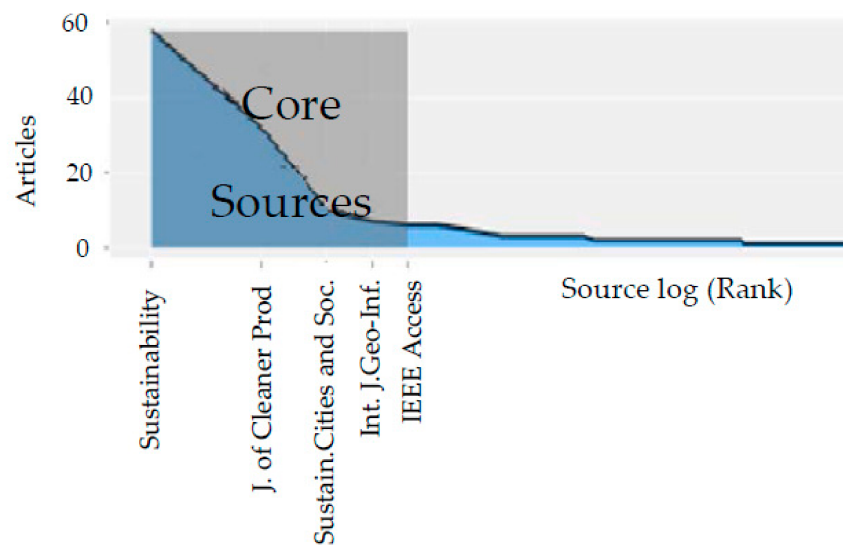 60
40
20
0
Articles
Core
Sources
Source log (Rank)
Sustainability
J. of Cleaner Prod
Sustain.Cities and Soc.
Int. J.Geo-Inf.
IEEE Access